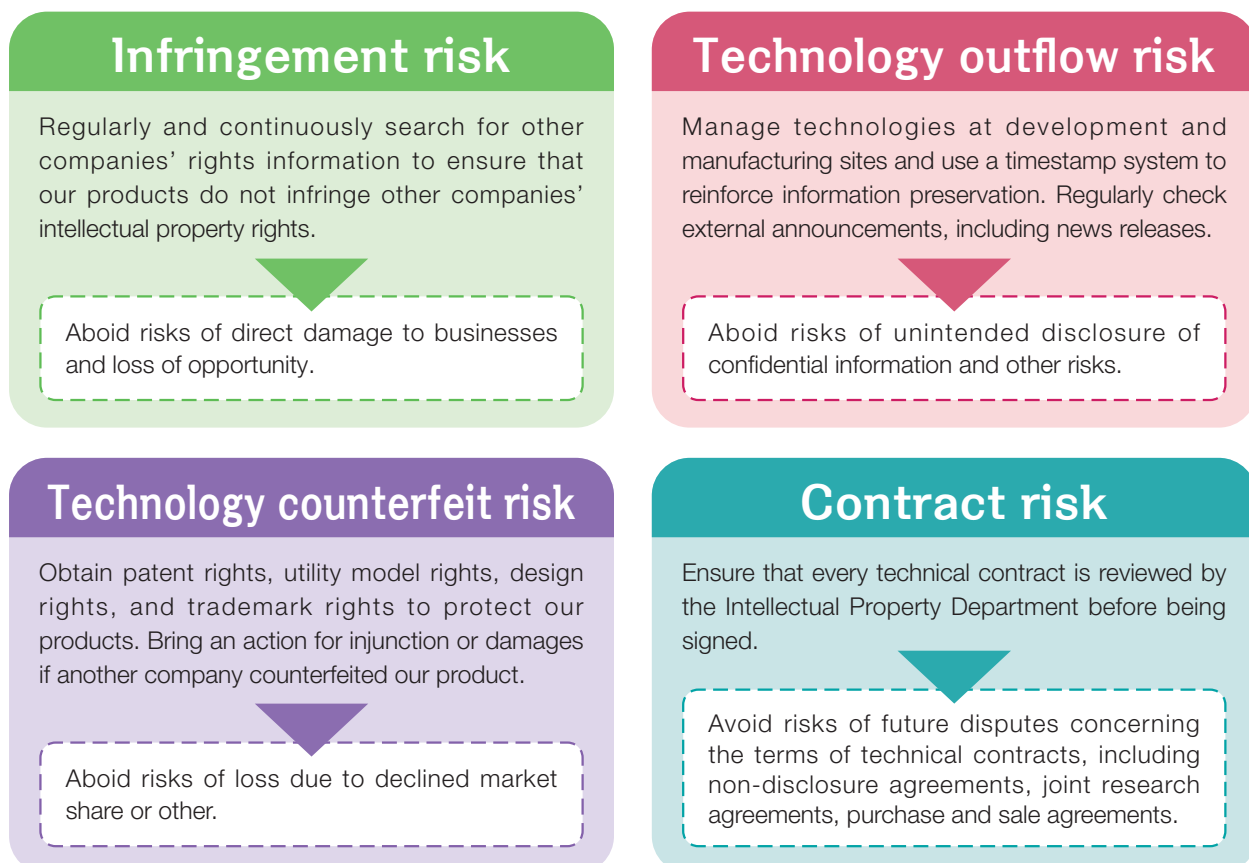 Infringement risk
Regularly and continuously search for other
companies’ rights information to ensure that
our products do not infringe other companies’
intellectual property rights.
Aboid risks of direct damage to businesses
and loss of opportunity.
Technology outflow risk
Manage technologies at development and
manufacturing sites and use a timestamp system to
reinforce information preservation. Regularly check
external announcements, including news releases.
Aboid risks of unintended disclosure of
confidential information and other risks.
Technology counterfeit risk
Obtain patent rights, utility model rights, design
rights, and trademark rights to protect our
products. Bring an action for injunction or damages
if another company counterfeited our product.
Aboid risks of loss due to declined market
share or other.
Contract risk
Ensure that every technical contract is reviewed by
the Intellectual Property Department before being
signed.
Avoid risks of future disputes concerning
the terms of technical contracts, including
non-disclosure agreements, joint research
agreements, purchase and sale agreements.